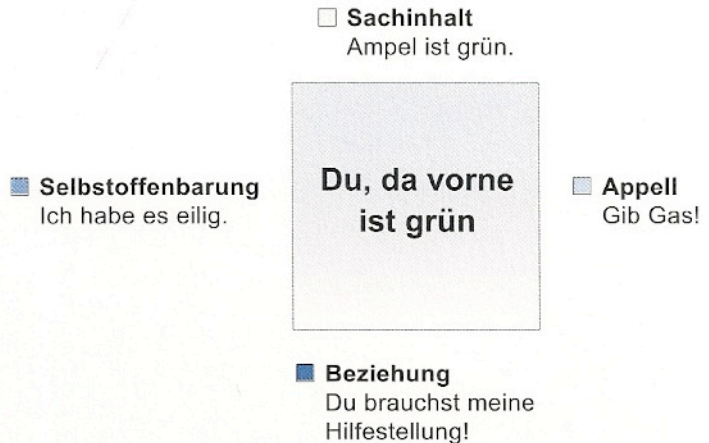 Sachinhalt
Ampel ist grün.
Selbstoffenbarung
Ich habe es eilig.
Du, da vorne
ist grün
Appell
Gib Gas!
Beziehung
Du brauchst meine
Hilfestellung!